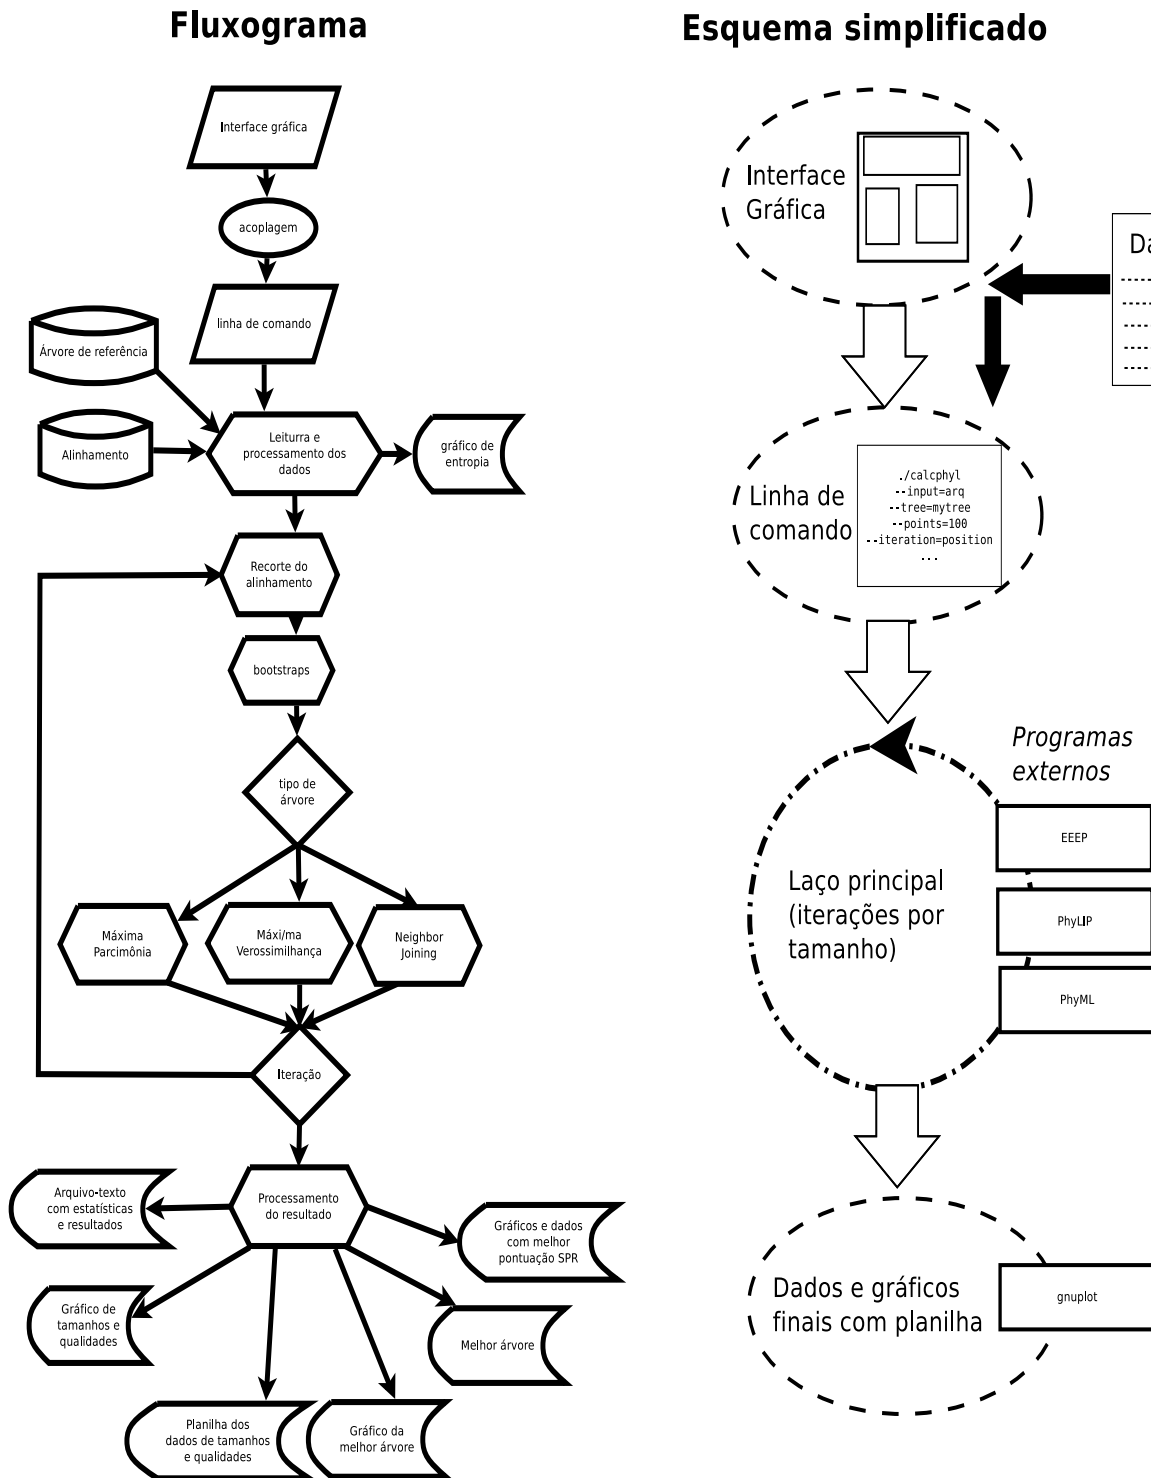 Fluxograma
Interface gráfica
acoplagem
linha de comando
Árvore de referência
Alinhamento
Leiturra e
processamento dos
dados
gráfico de
entropia
Recorte do
alinhamento
bootstraps
tipo de
árvore
Máxima
Parcimônia
Máxi/ma
Verossimilhança
Neighbor
Joining
Iteração
Processamento
do resultado
Arquivo-texto
com estatísticas
e resultados
Gráficos e dados
com melhor
pontuação SPR
Gráfico de
tamanhos e
qualidades
Melhor árvore
Planilha dos
dados de tamanhos
e qualidades
Gráfico da
melhor árvore
Esquema simplificado
Interface
Gráfica
Da
Linha de
comando
./calcphyl
--input=arq
--tree=mytree
--points=100
--iteration=position
...
Programas
externos
EEEP
PhyLIP
PhyML
Laço principal
(iterações por
tamanho)
Dados e gráficos
finais com planilha
gnuplot